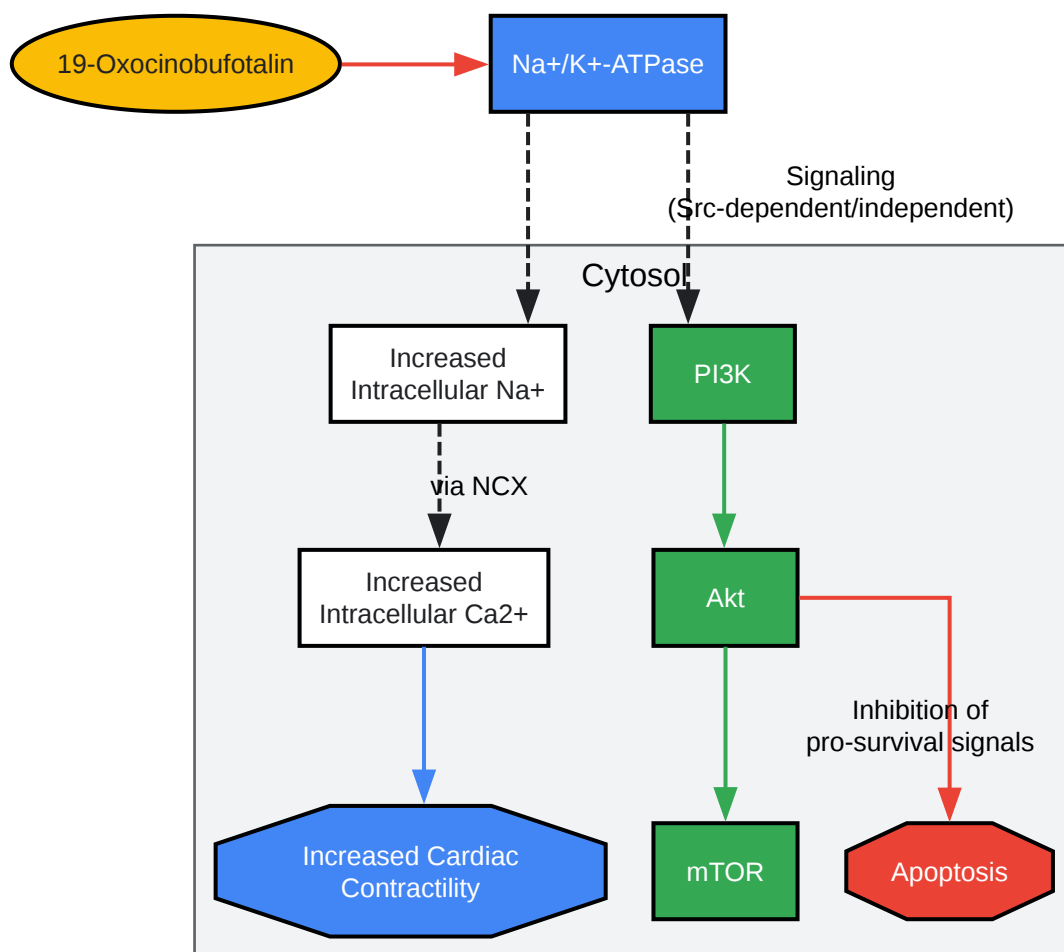 19-Oxocinobufotalin
Na+/K+-ATPase
Signaling
(Src-dependent/independent)
Cytosol
Increased
Intracellular Na+
PI3K
via NCX
Increased
Intracellular Ca2+
Akt
Inhibition of
pro-survival signals
Increased Cardiac
Contractility
mTOR
Apoptosis